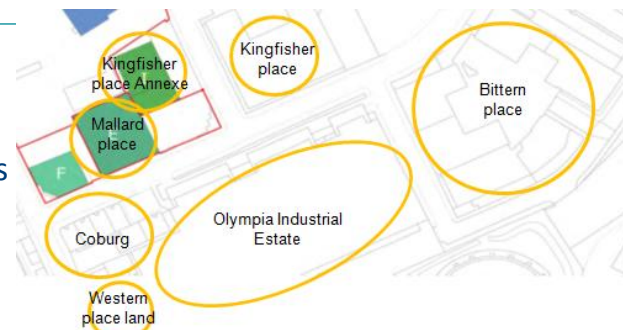 Kingfisher
place Annexe
Kingfisher
place
Bittern
place
Mallard
place
s
F
Coburg
Olympia Industrial
Estate
Western
place land